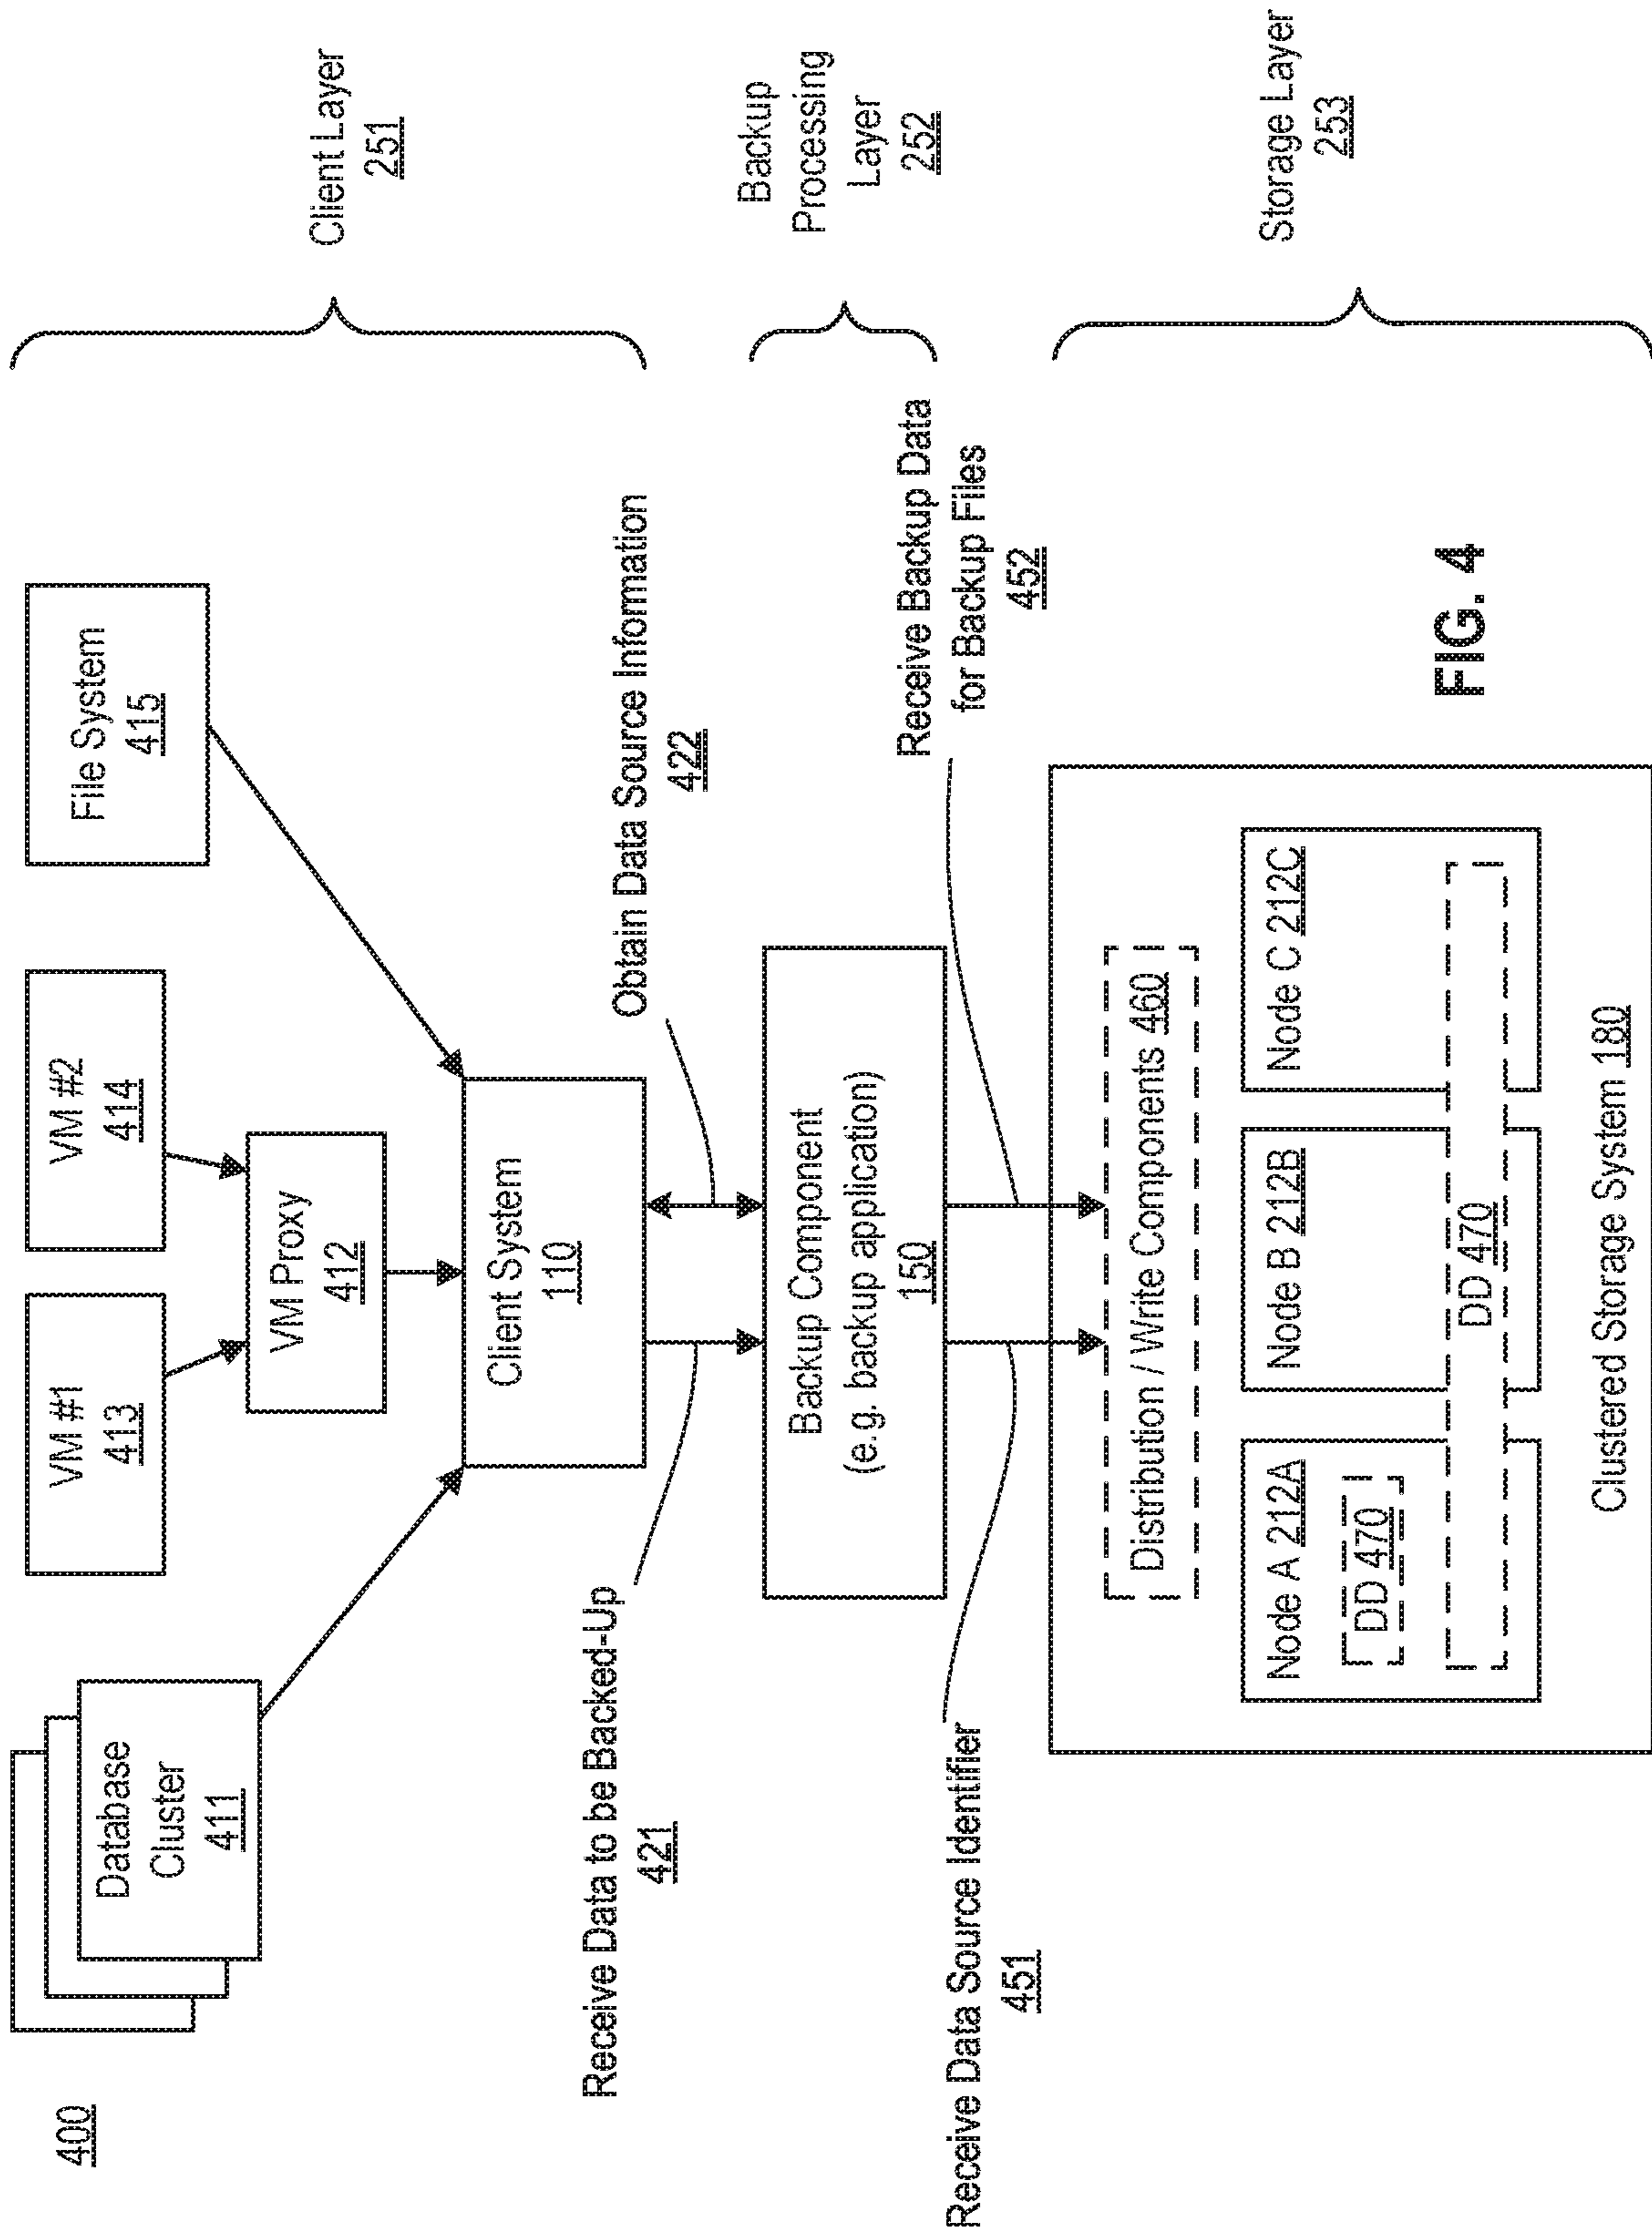 400
Database
Cluster
411
VM #1
413
VM #2
414
File System
415
VM Proxy
412
Client System
110
Client Layer
251
Receive Data to be Backed-Up
421
Obtain Data Source Information
422
Backup Component
(e.g. backup application)
150
Backup
Processing
Layer
252
Receive Data Source Identifier
451
Receive Backup Data
for Backup Files
452
Distribution / Write Components 460
Node A 212A
Node B 212B
Node C 212C
DD 470
DD 470
Clustered Storage System 180
Storage Layer
253
FIG. 4